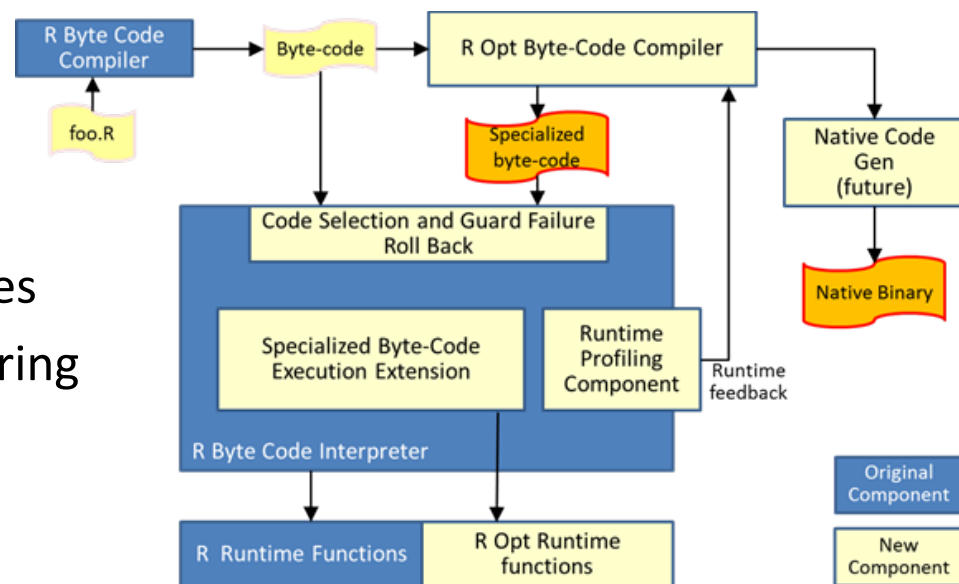 R Byte Code
Compiler
Byte-code
R Opt Byte-Code Compiler
foo.R
Specialized
byte-code
Native Code
Gen
(future)
Code Selection and Guard Failure
Roll Back
Native Binary
es
ring
Specialized Byte-Code
Execution Extension
Runtime
Profiling
Component
Runtime
feedback
R Byte Code Interpreter
Original
Component
R Runtime Functions
R Opt Runtime
functions
New
Component